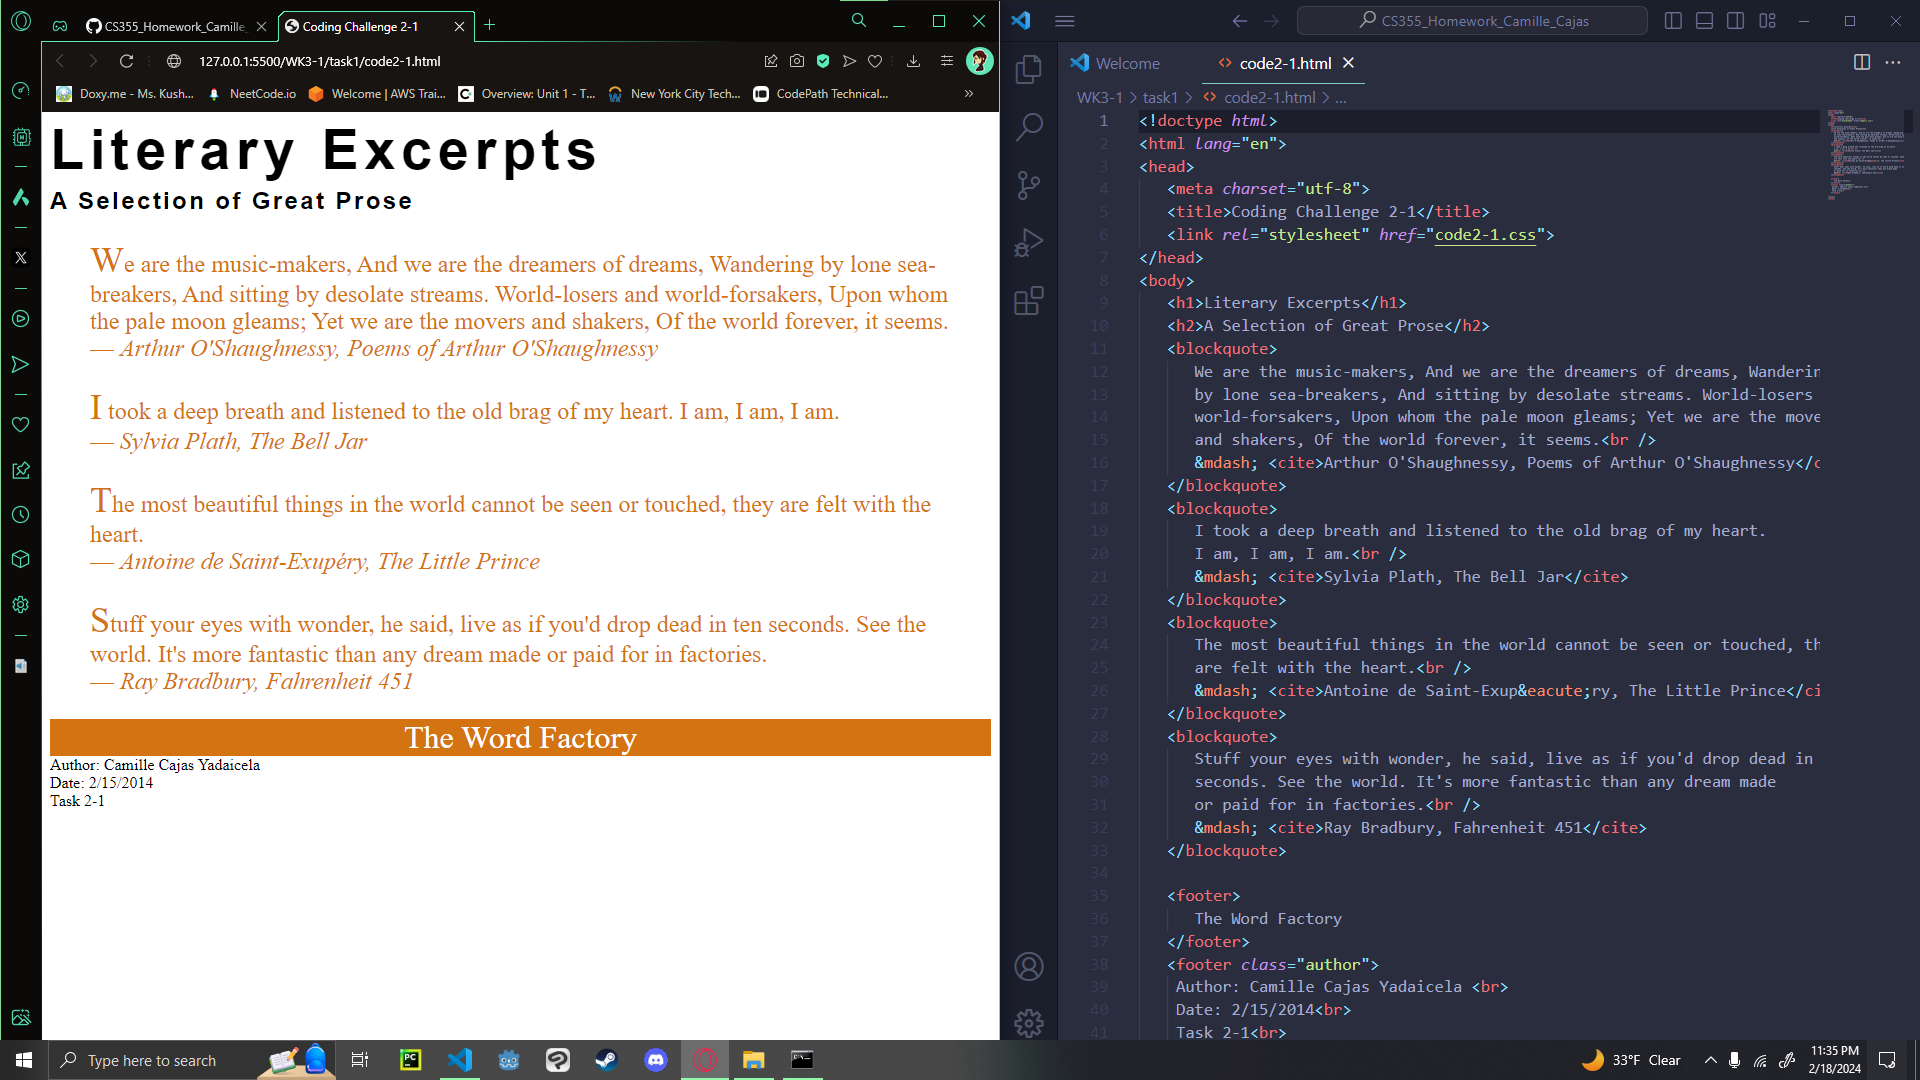 CS355_Homework_Camille_
Coding Challenge 2-1
127.0.0.1:5500/WK3-1/task1/code2-1.html
Doxy.me - Ms. Kush...
NeetCode.io
Welcome | AWS Trai...
Overview: Unit 1 - T...
New York City Tech...
CodePath Technical...
Literary Excerpts
A Selection of Great Prose
We are the music-makers, And we are the dreamers of dreams, Wandering by lone sea-
breakers, And sitting by desolate streams. World-losers and world-forsakers, Upon whom
the pale moon gleams; Yet we are the movers and shakers, Of the world forever, it seems.
— Arthur O'Shaughnessy, Poems of Arthur O'Shaughnessy
I took a deep breath and listened to the old brag of my heart. I am, I am, I am.
— Sylvia Plath, The Bell Jar
The most beautiful things in the world cannot be seen or touched, they are felt with the
heart.
— Antoine de Saint-Exupéry, The Little Prince
Stuff your eyes with wonder, he said, live as if you'd drop dead in ten seconds. See the
world. It's more fantastic than any dream made or paid for in factories.
— Ray Bradbury, Fahrenheit 451
The Word Factory
Author: Camille Cajas Yadaicela
Date: 2/15/2014
Task 2-1
CS355_Homework_Camille_Cajas
Welcome
code2-1.html
WK3-1 > task1 > code2-1.html > ...
1 <!doctype html>
2 <html lang="en">
3 <head>
4 <meta charset="utf-8">
5 <title>Coding Challenge 2-1</title>
6 <link rel="stylesheet" href="code2-1.css">
7 </head>
8 <body>
9 <h1>Literary Excerpts</h1>
10 <h2>A Selection of Great Prose</h2>
11 <blockquote>
12 We are the music-makers, And we are the dreamers of dreams, Wanderin
13 by lone sea-breakers, And sitting by desolate streams. World-losers
14 world-forsakers, Upon whom the pale moon gleams; Yet we are the move
15 and shakers, Of the world forever, it seems.<br />
16 &mdash; <cite>Arthur O'Shaughnessy, Poems of Arthur O'Shaughnessy</c
17 </blockquote>
18 <blockquote>
19 I took a deep breath and listened to the old brag of my heart.
20 I am, I am, I am.<br />
21 &mdash; <cite>Sylvia Plath, The Bell Jar</cite>
22 </blockquote>
23 <blockquote>
24 The most beautiful things in the world cannot be seen or touched, th
25 are felt with the heart.<br />
26 &mdash; <cite>Antoine de Saint-Exup&eacute;ry, The Little Prince</ci
27 </blockquote>
28 <blockquote>
29 Stuff your eyes with wonder, he said, live as if you'd drop dead in
30 seconds. See the world. It's more fantastic than any dream made
31 or paid for in factories.<br />
32 &mdash; <cite>Ray Bradbury, Fahrenheit 451</cite>
33 </blockquote>
34
35 <footer>
36 The Word Factory
37 </footer>
38 <footer class="author">
39 Author: Camille Cajas Yadaicela <br>
40 Date: 2/15/2014<br>
41 Task 2-1<br>
Type here to search
PC
33°F Clear
11:35 PM
2/18/2024